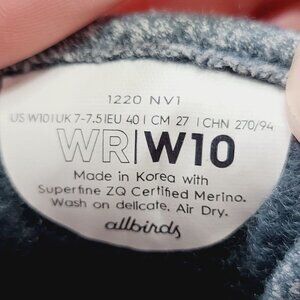 1220 NV1
US W10 | UK 7-7.5 | EU 40 | CM 27 | CHN 270/94
WR|W10
Made in Korea with
Superfine ZQ Certified Merino.
Wash on delicate. Air Dry.
allbirds